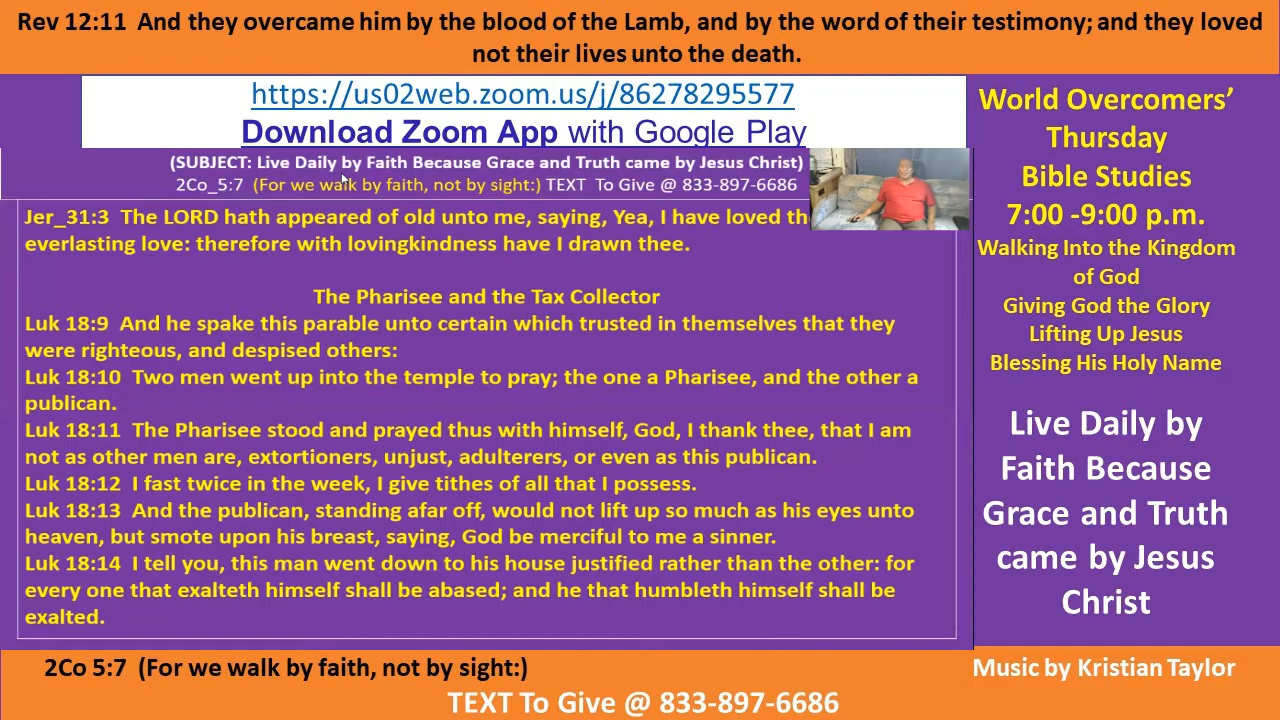 Rev 12:11  And they overcame him by the blood of the Lamb, and by the word of their testimony; and they loved
not their lives unto the death.
https://us02web.zoom.us/j/86278295577
Download Zoom App with Google Play
(SUBJECT: Live Daily by Faith Because Grace and Truth came by Jesus Christ)
2Co_5:7  (For we walk by faith, not by sight:) TEXT  To Give @ 833-897-6686
Jer_31:3  The LORD hath appeared of old unto me, saying, Yea, I have loved
everlasting love: therefore with lovingkindness have I drawn thee.
The Pharisee and the Tax Collector
Luk 18:9  And he spake this parable unto certain which trusted in themselves that they
were righteous, and despised others:
Luk 18:10  Two men went up into the temple to pray; the one a Pharisee, and the other a
publican.
Luk 18:11  The Pharisee stood and prayed thus with himself, God, I thank thee, that I am
not as other men are, extortioners, unjust, adulterers, or even as this publican.
Luk 18:12  I fast twice in the week, I give tithes of all that I possess.
Luk 18:13  And the publican, standing afar off, would not lift up so much as his eyes unto
heaven, but smote upon his breast, saying, God be merciful to me a sinner.
Luk 18:14  I tell you, this man went down to his house justified rather than the other: for
every one that exalteth himself shall be abased; and he that humbleth himself shall be
exalted.
World Overcomers'
Thursday
Bible Studies
7:00 -9:00 p.m.
Walking Into the Kingdom
of God
Giving God the Glory
Lifting Up Jesus
Blessing His Holy Name
Live Daily by
Faith Because
Grace and Truth
came by Jesus
Christ
2Co 5:7  (For we walk by faith, not by sight:)
Music by Kristian Taylor
TEXT To Give @ 833-897-6686